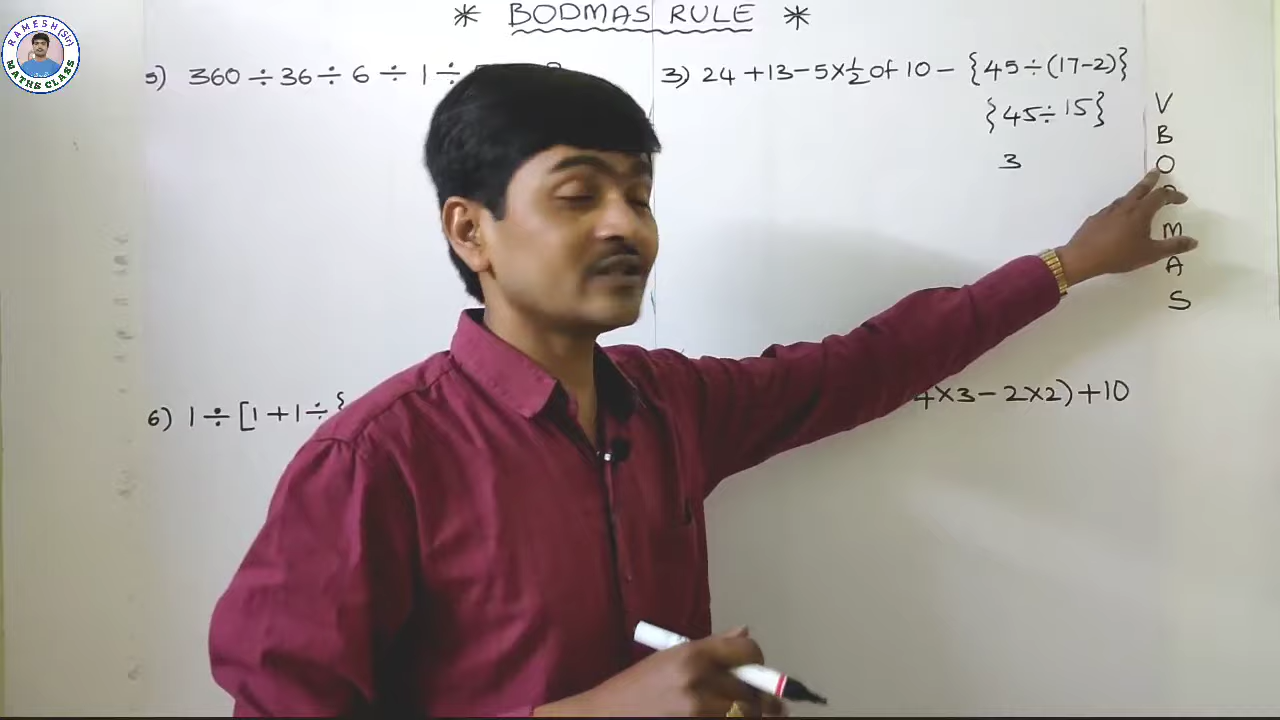 * BODMAS RULE *
RAMESH (Sir)
MATHS CLASS
5) 360 ÷ 36 ÷ 6 ÷ 1 ÷
3) 24 + 13 - 5 × 1/2 of 10 - {45 ÷ (17-2)}
{45 ÷ 15}
3
V
B
O
M
A
S
6) 1 ÷ [1 + 1 ÷ {
4×3 - 2×2) + 10